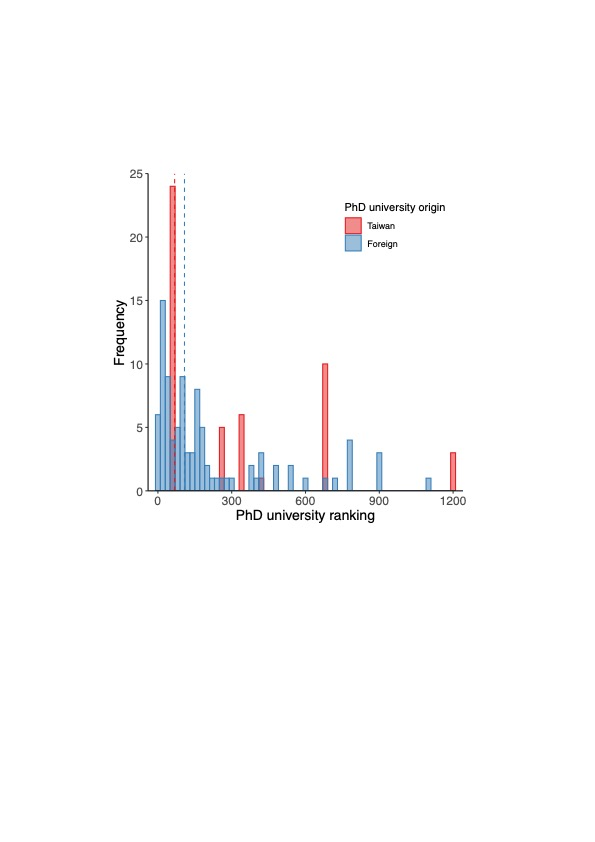 25
20
15
10
5
0
Frequency
PhD university origin
Taiwan
Foreign
0 300 600 900 1200
PhD university ranking